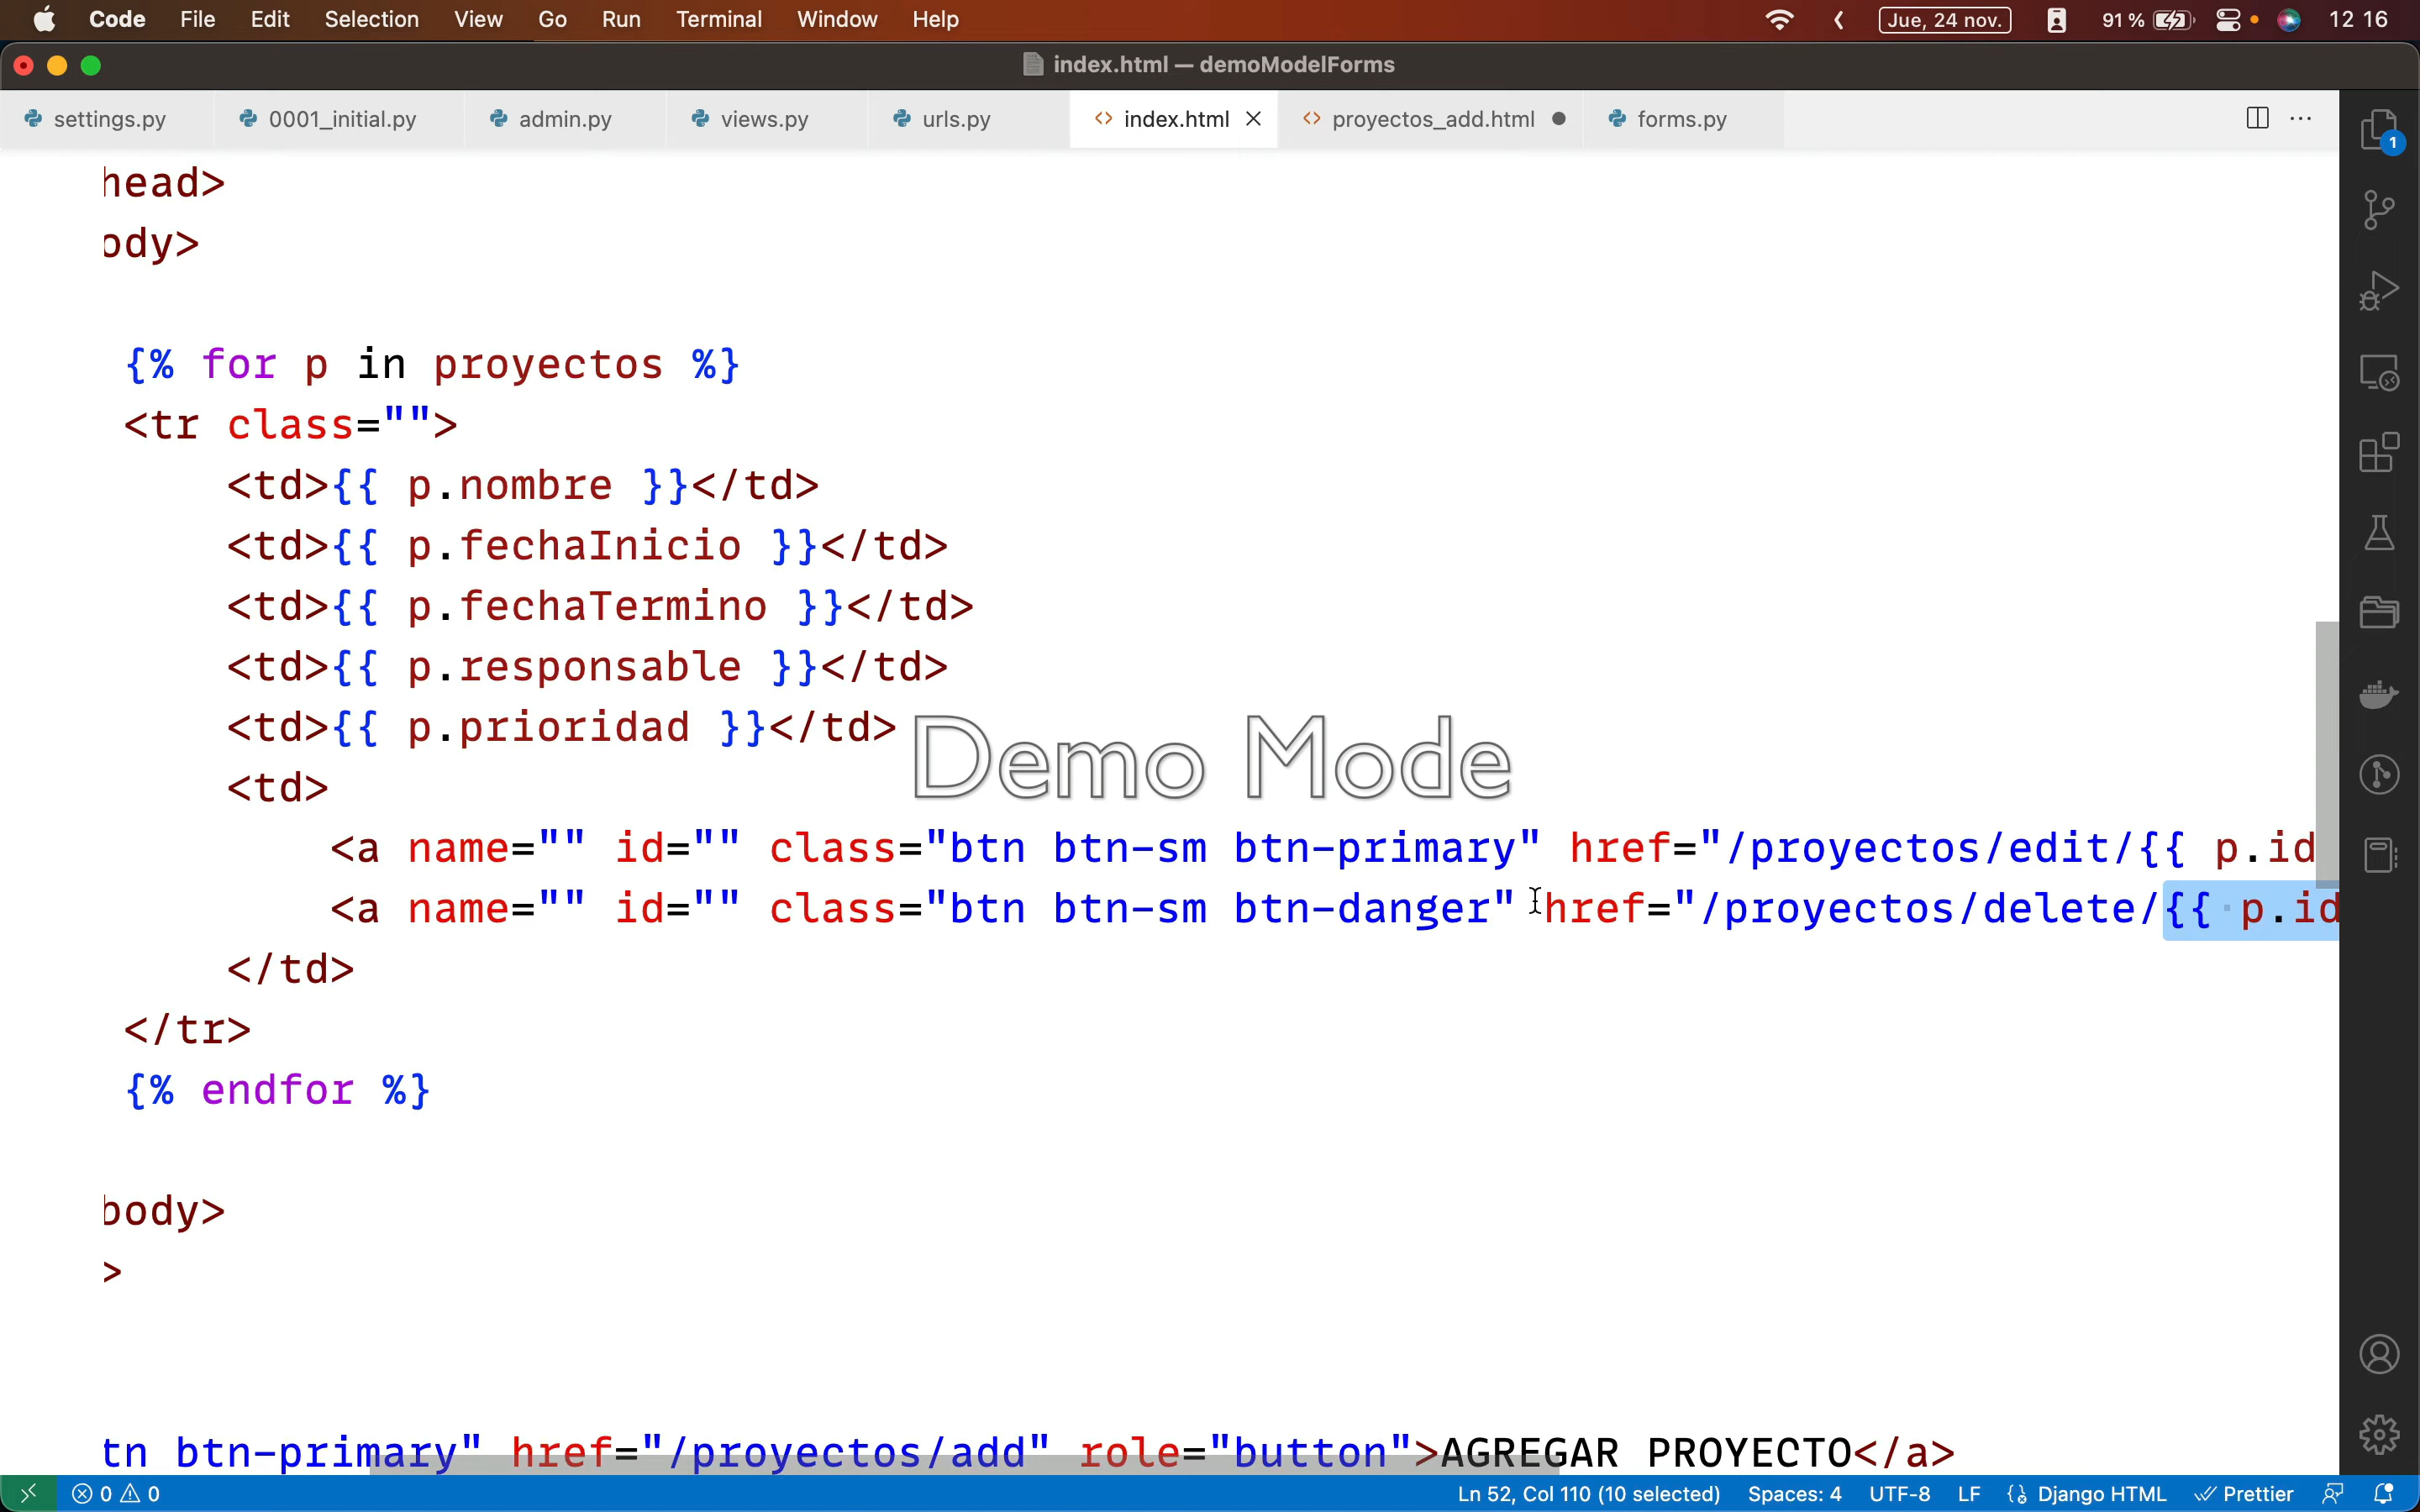 Code File Edit Selection View Go Run Terminal Window Help Jue, 24 nov. 91 % 12 16
index.html — demoModelForms
settings.py 0001_initial.py admin.py views.py urls.py index.html proyectos_add.html forms.py
1
head>
ody>
{% for p in proyectos %}
<tr class="">
<td>{{ p.nombre }}</td>
<td>{{ p.fechaInicio }}</td>
<td>{{ p.fechaTermino }}</td>
<td>{{ p.responsable }}</td>
<td>{{ p.prioridad }}</td>
Demo Mode
<td>
<a name="" id="" class="btn btn-sm btn-primary" href="/proyectos/edit/{{ p.id
<a name="" id="" class="btn btn-sm btn-danger" href="/proyectos/delete/{{ p.id
</td>
</tr>
{% endfor %}
body>
>
tn btn-primary" href="/proyectos/add" role="button">AGREGAR PROYECTO</a>
0 0 Ln 52, Col 110 (10 selected) Spaces: 4 UTF-8 LF Django HTML Prettier